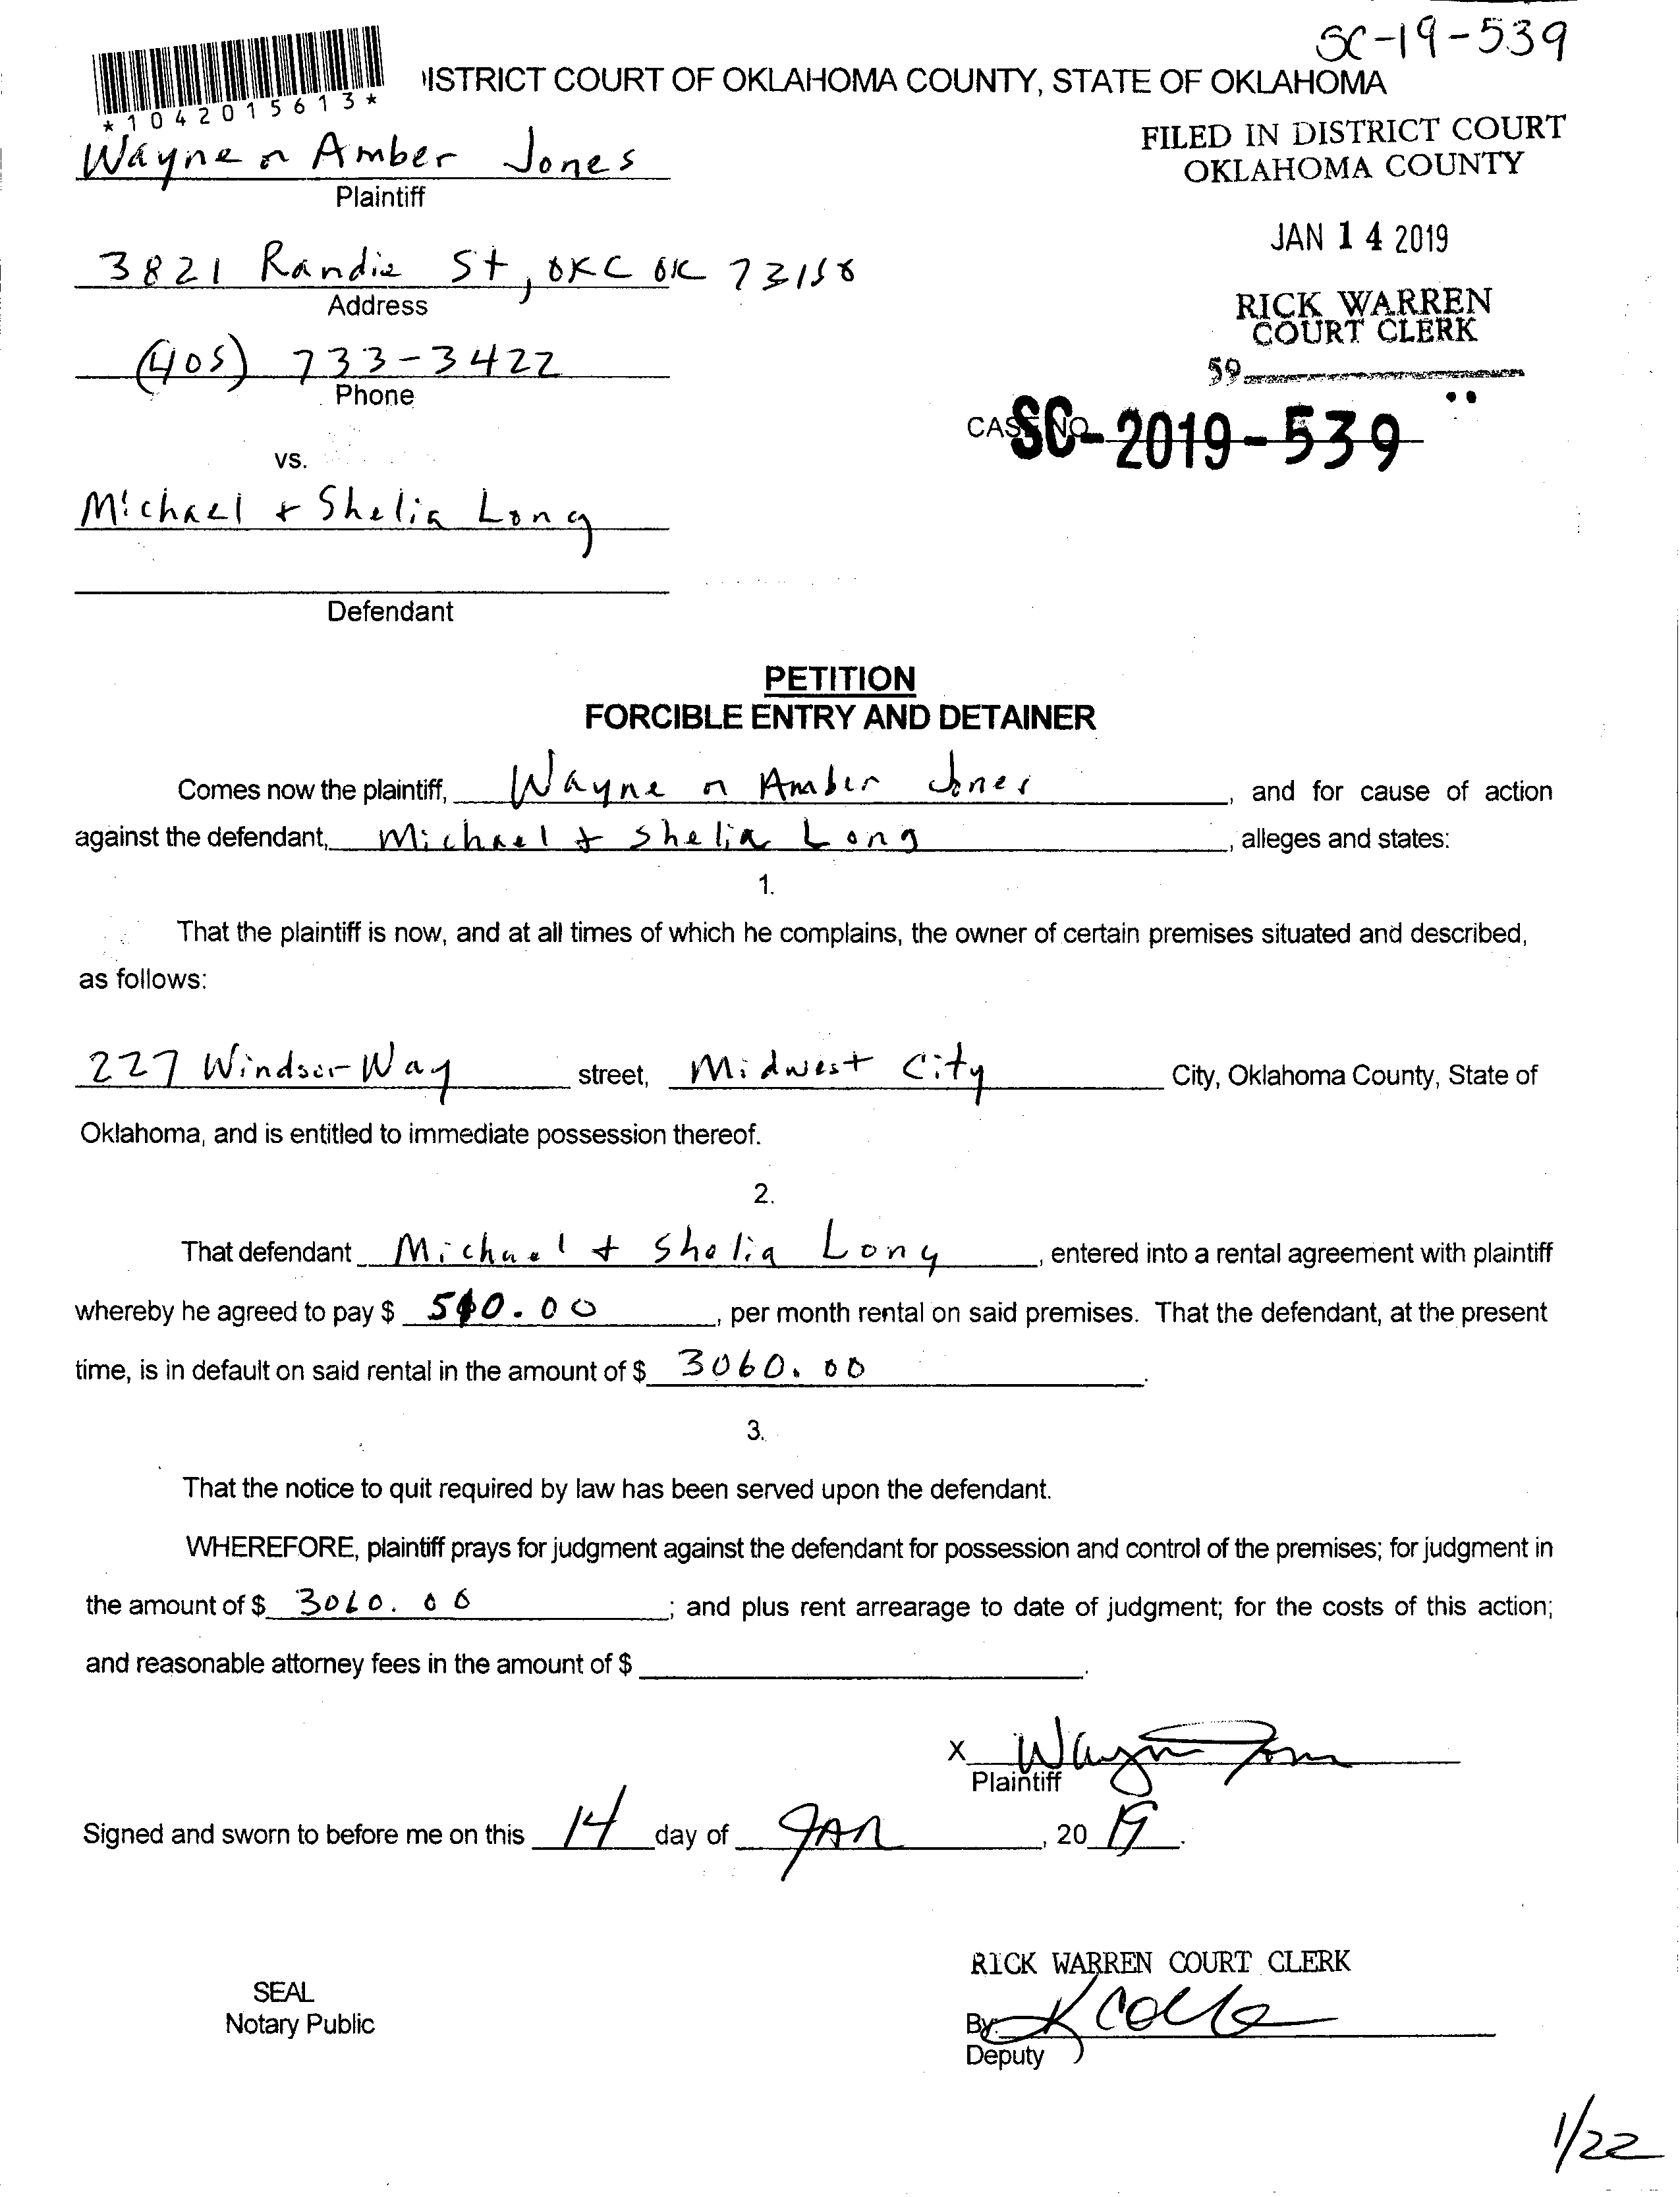 SC-19-539
*1042015613*
ISTRICT COURT OF OKLAHOMA COUNTY, STATE OF OKLAHOMA
FILED IN DISTRICT COURT
OKLAHOMA COUNTY
Wayne n Amber Jones
Plaintiff
JAN 14 2019
3821 Randie St, OKC OK 73150
Address
RICK WARREN
COURT CLERK
(405) 733-3422
Phone
59
CASE NO. SC-2019-539
vs.
Michael + Shelia Long
Defendant
PETITION
FORCIBLE ENTRY AND DETAINER
Comes now the plaintiff, Wayne n Amber Jones, and for cause of action
against the defendant, Michael + Shelia Long, alleges and states:
1.
That the plaintiff is now, and at all times of which he complains, the owner of certain premises situated and described,
as follows:
227 Windsor Way street, Midwest City City, Oklahoma County, State of
Oklahoma, and is entitled to immediate possession thereof.
2.
That defendant Michael + Shelia Long, entered into a rental agreement with plaintiff
whereby he agreed to pay $ 510.00, per month rental on said premises. That the defendant, at the present
time, is in default on said rental in the amount of $ 3060.00.
3.
That the notice to quit required by law has been served upon the defendant.
WHEREFORE, plaintiff prays for judgment against the defendant for possession and control of the premises; for judgment in
the amount of $ 3060.00; and plus rent arrearage to date of judgment; for the costs of this action;
and reasonable attorney fees in the amount of $
X Wayne Jones
Plaintiff
Signed and sworn to before me on this 14 day of JAN, 20 19.
RICK WARREN COURT CLERK
SEAL
Notary Public
By:
Deputy
1/22